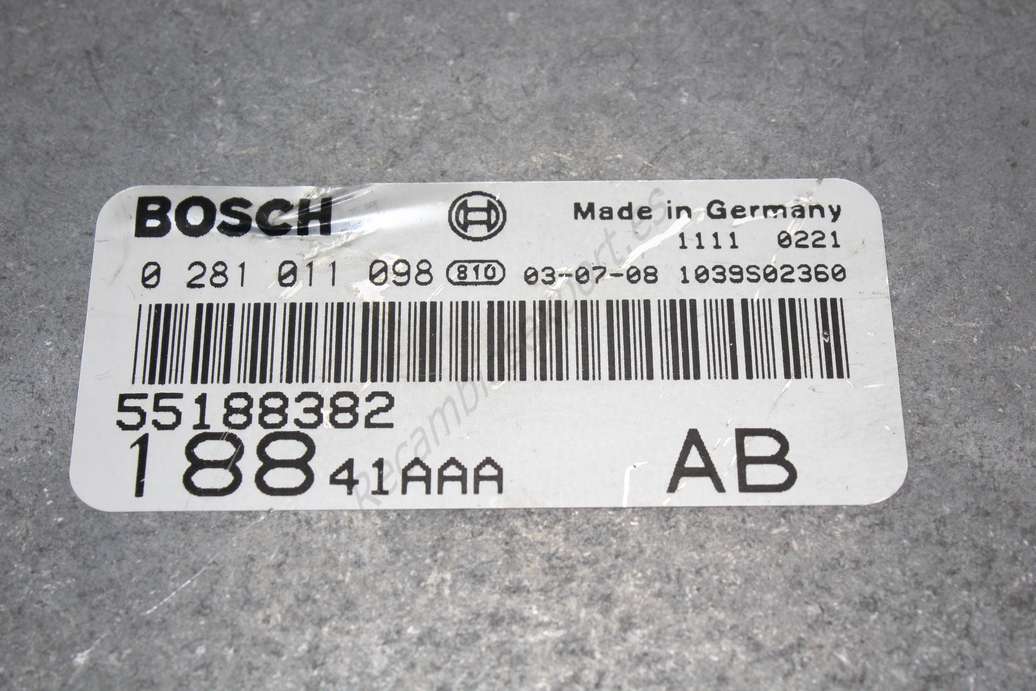 BOSCH Made in Germany
1111 0221
0 281 011 098 810 03-07-08 1039S02360
55188382
188 41AAA AB